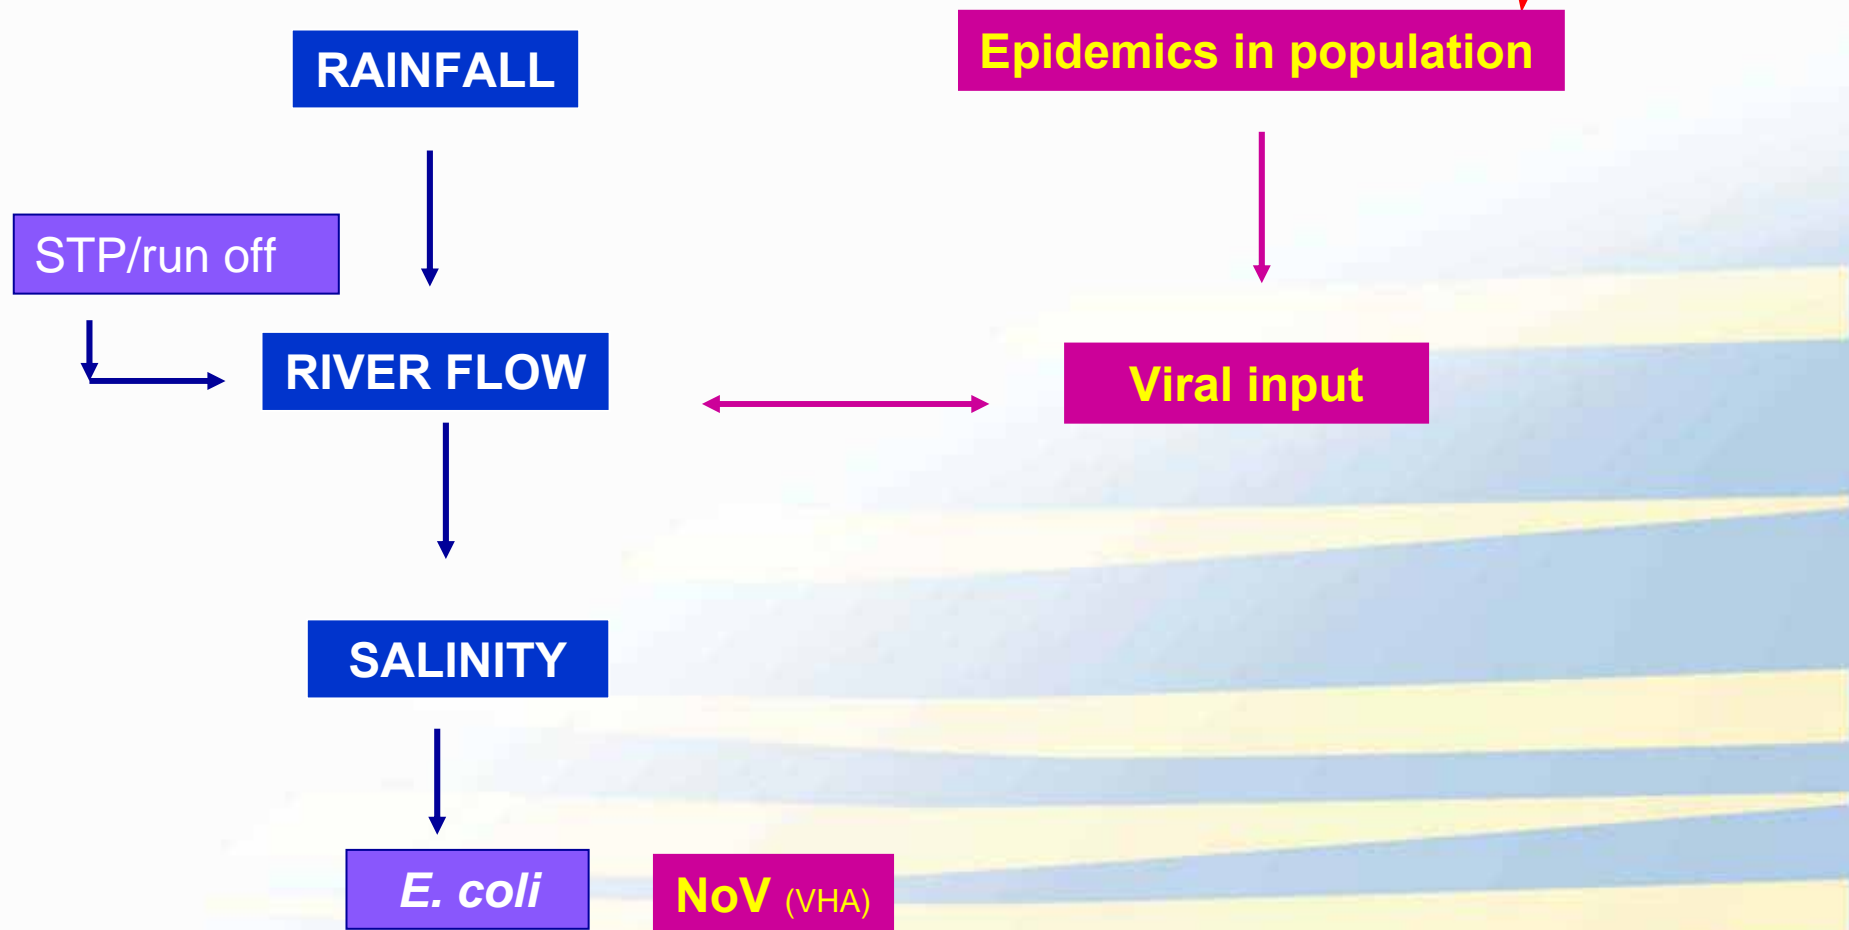 RAINFALL
Epidemics in population
STP/run off
RIVER FLOW
Viral input
SALINITY
E. coli
NoV (VHA)